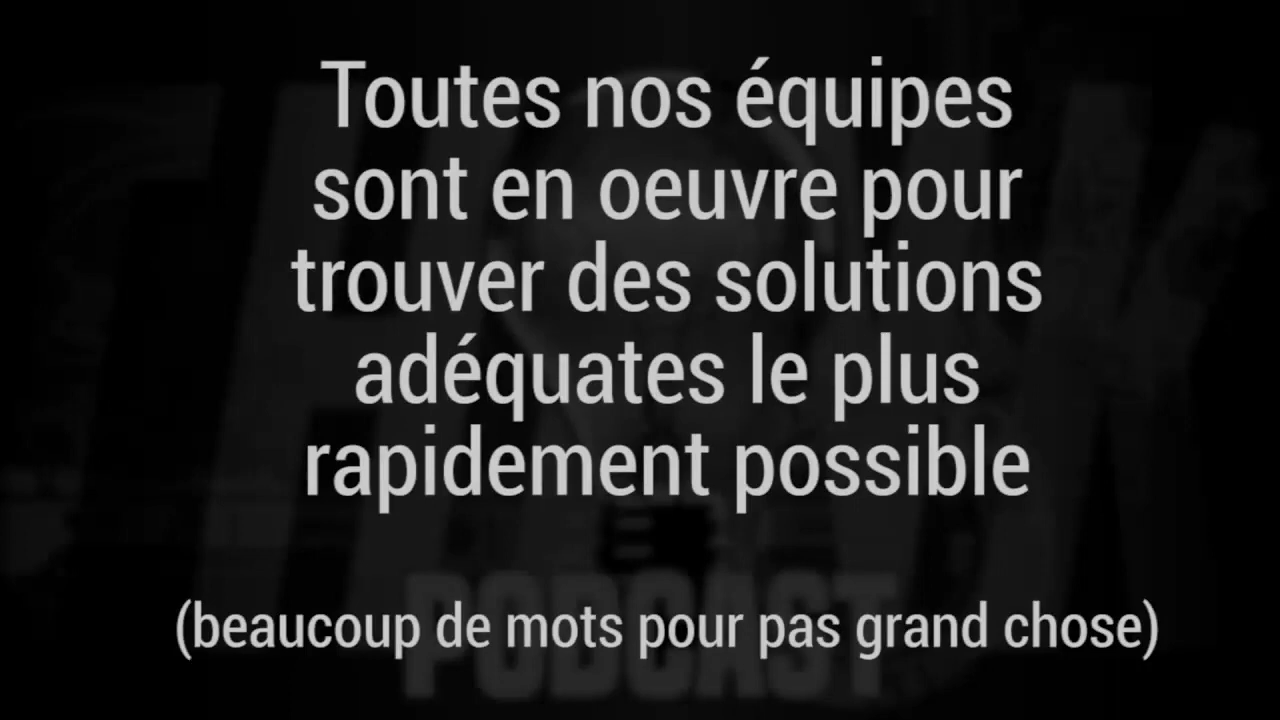 Toutes nos équipes
sont en oeuvre pour
trouver des solutions
adéquates le plus
rapidement possible
PODCAST
(beaucoup de mots pour pas grand chose)